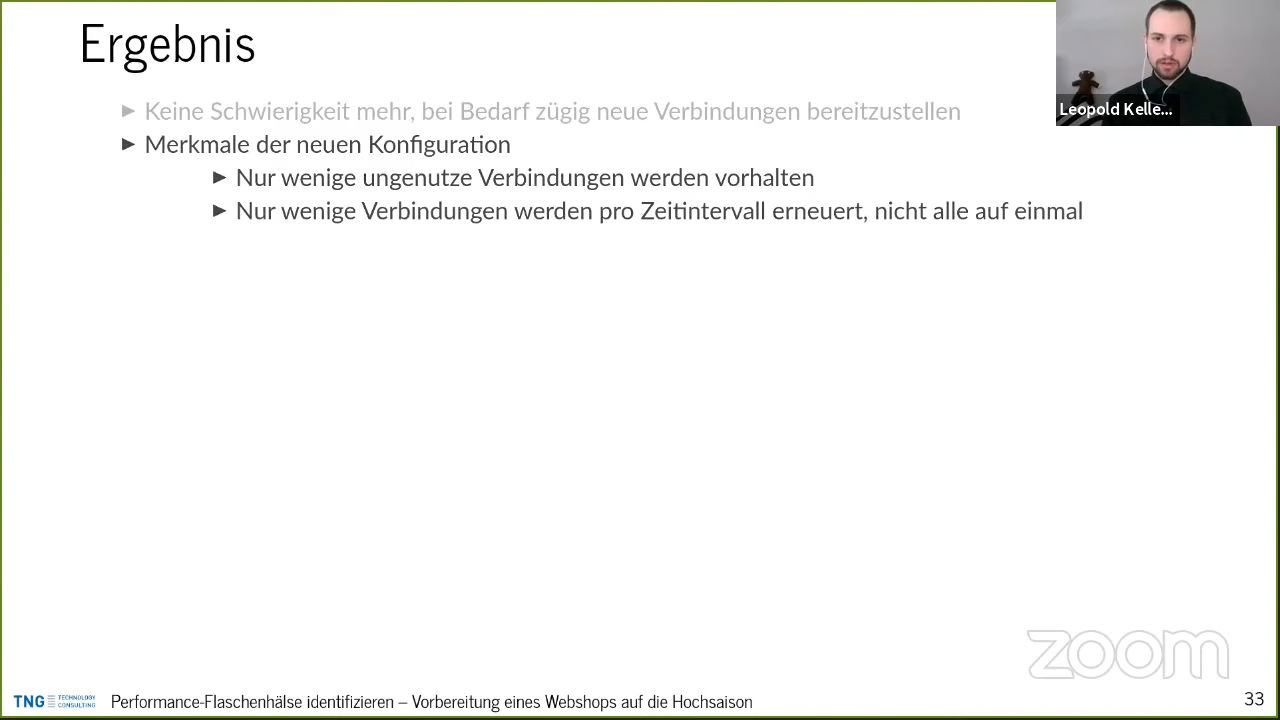 Ergebnis
Leopold Kelle...
► Keine Schwierigkeit mehr, bei Bedarf zügig neue Verbindungen bereitzustellen
► Merkmale der neuen Konfiguration
► Nur wenige ungenutze Verbindungen werden vorhalten
► Nur wenige Verbindungen werden pro Zeitintervall erneuert, nicht alle auf einmal
zoom
TNG TECHNOLOGY CONSULTING
Performance-Flaschenhälse identifizieren – Vorbereitung eines Webshops auf die Hochsaison
33